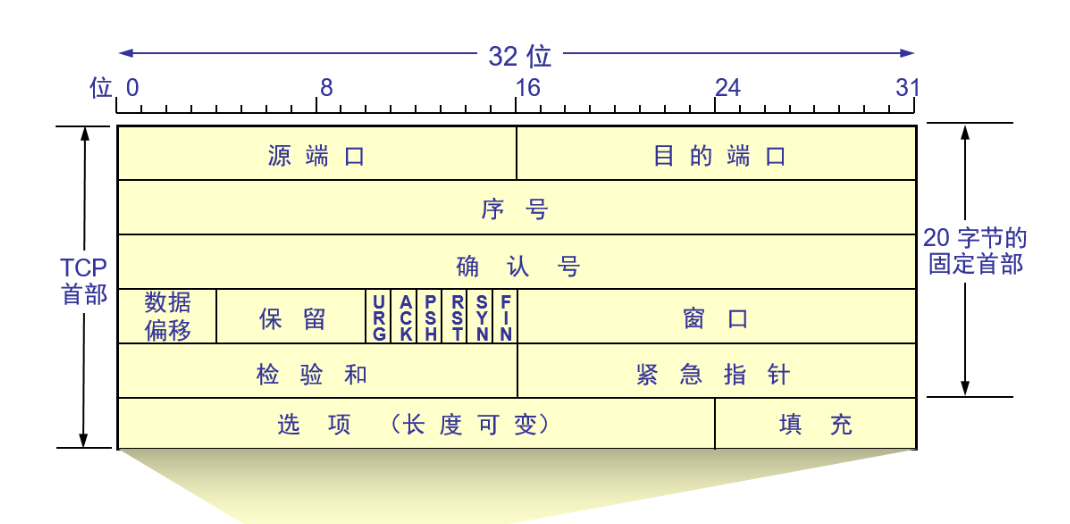 32 位
位 0 8 16 24 31
源 端 口 目 的 端 口
序 号
确 认 号
TCP
首部
20 字节的
固定首部
数据
偏移
保 留
URG
ACK
PSH
RST
SYN
FIN
窗 口
检 验 和 紧 急 指 针
选 项 （长 度 可 变） 填 充